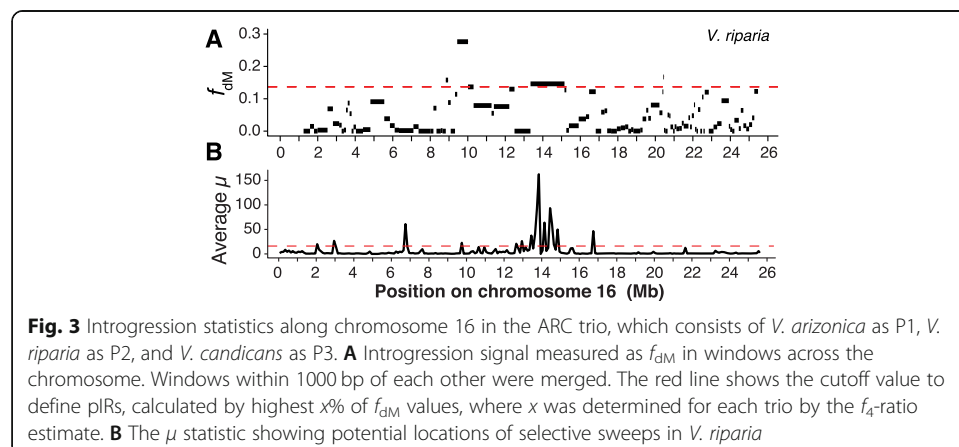 A
V. riparia
0.3
0.2
0.1
0.0
f_dM
0 2 4 6 8 10 12 14 16 18 20 22 24 26
B
150
100
50
0
Average μ
0 2 4 6 8 10 12 14 16 18 20 22 24 26
Position on chromosome 16 (Mb)
Fig. 3 Introgression statistics along chromosome 16 in the ARC trio, which consists of V. arizonica as P1, V.
riparia as P2, and V. candicans as P3. A Introgression signal measured as f_dM in windows across the
chromosome. Windows within 1000 bp of each other were merged. The red line shows the cutoff value to
define pIRs, calculated by highest x% of f_dM values, where x was determined for each trio by the f_4-ratio
estimate. B The μ statistic showing potential locations of selective sweeps in V. riparia